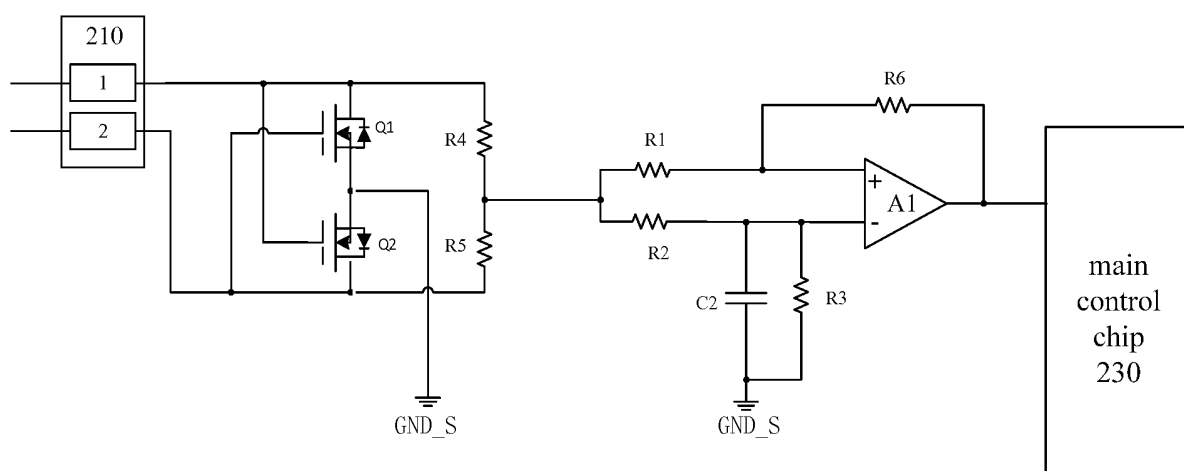 210
1
2
Q1
Q2
R4
R5
GND_S
R1
R2
R6
+
A1
-
C2
R3
GND_S
main
control
chip
230